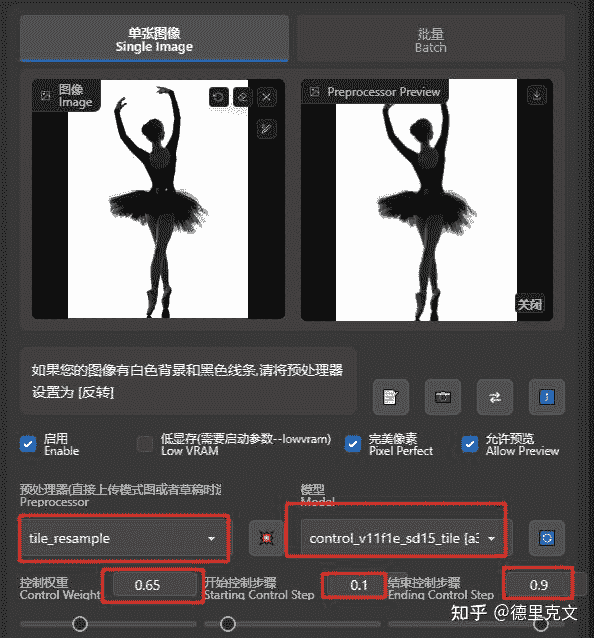 单张图像
Single Image
批量
Batch
图像
Image
Preprocessor Preview
关闭
如果您的图像有白色背景和黑色线条,请将预处理器
设置为 [反转]
启用
Enable
低显存(需要启动参数--lowvram)
Low VRAM
完美像素
Pixel Perfect
允许预览
Allow Preview
预处理器(直接上传模式图或者草稿时
Preprocessor
模型
Model
tile_resample
control_v11f1e_sd15_tile [a3
控制权重
Control Weight
0.65
开始控制步骤
Starting Control Step
0.1
结束控制步骤
Ending Control Step
0.9
知乎 @德里克文